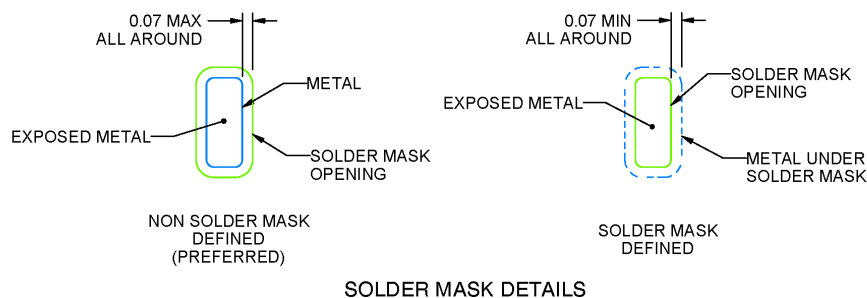 0.07 MAX
ALL AROUND
METAL
EXPOSED METAL
SOLDER MASK
OPENING
NON SOLDER MASK
DEFINED
(PREFERRED)
0.07 MIN
ALL AROUND
SOLDER MASK
OPENING
EXPOSED METAL
METAL UNDER
SOLDER MASK
SOLDER MASK
DEFINED
SOLDER MASK DETAILS